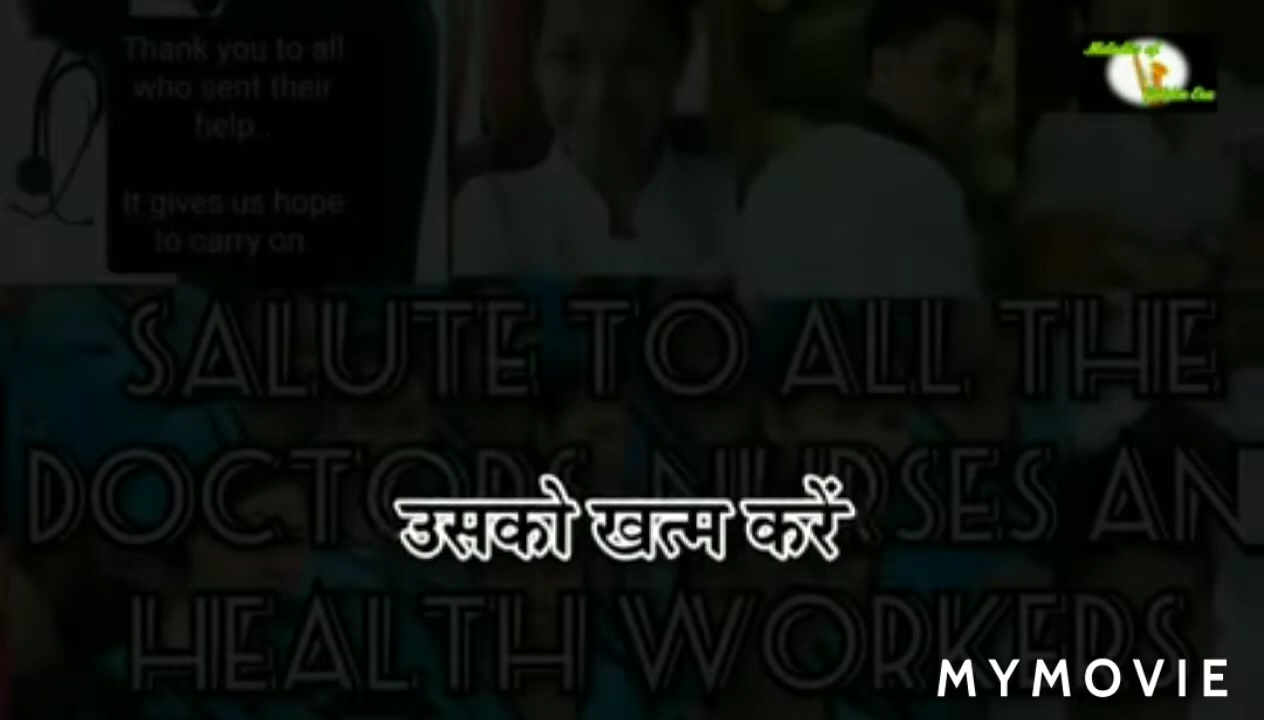 Thank you to all
who sent their
help..
It gives us hope
to carry on
SALUTE TO ALL THE
DOCTORS, NURSES AN
उसको खत्म करें
HEALTH WORKERS
MYMOVIE